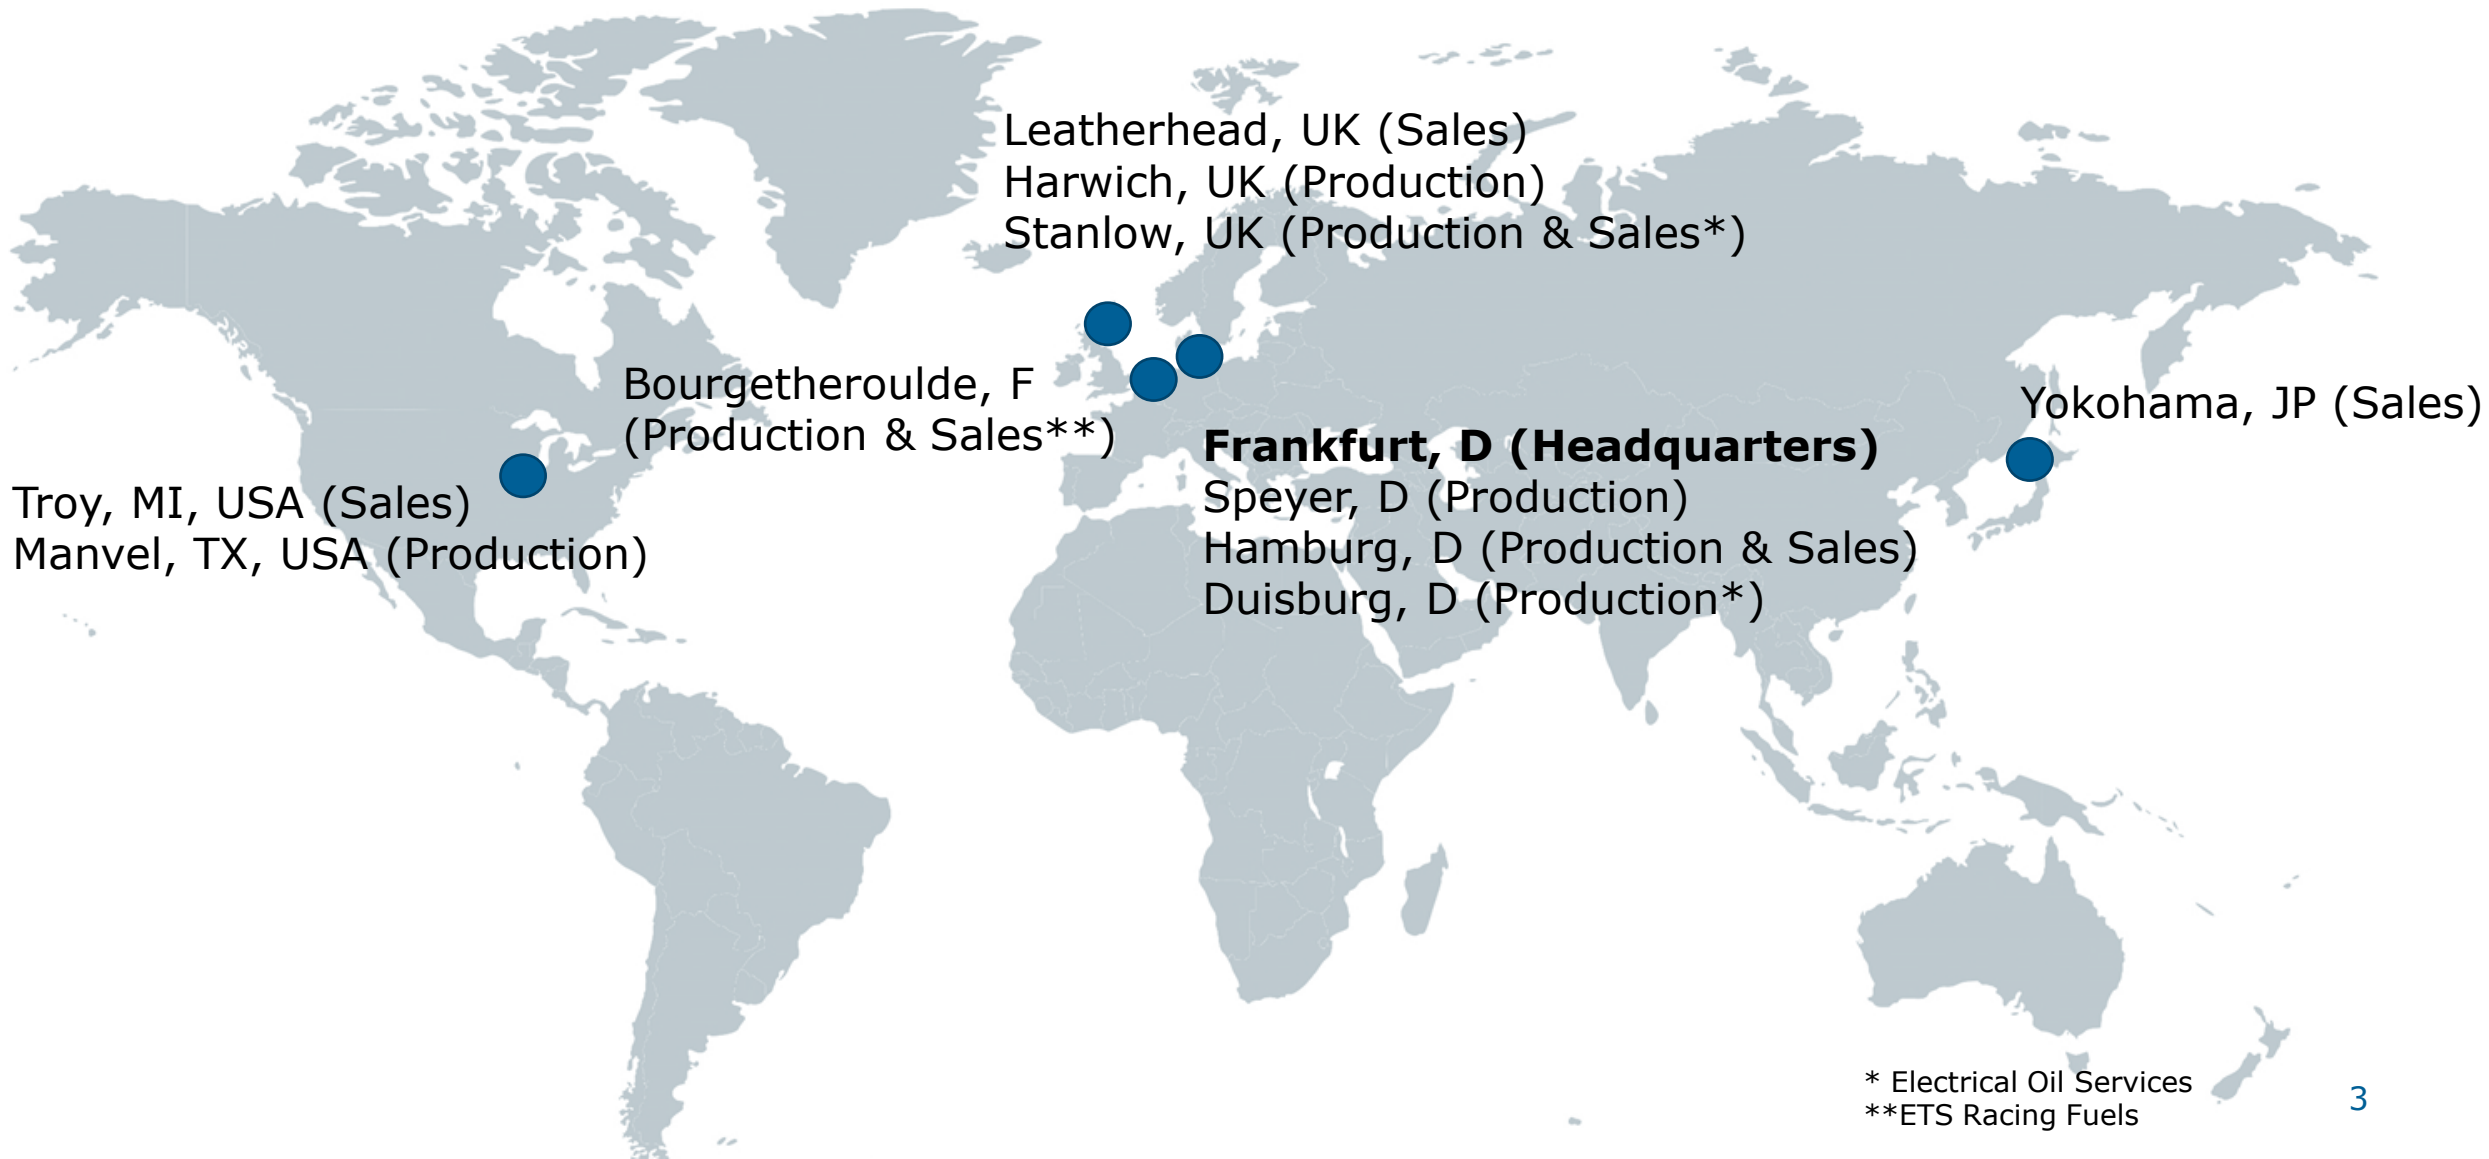 Leatherhead, UK (Sales)
Harwich, UK (Production)
Stanlow, UK (Production & Sales*)
Bourgetheroulde, F
(Production & Sales**)
Yokohama, JP (Sales)
Frankfurt, D (Headquarters)
Speyer, D (Production)
Hamburg, D (Production & Sales)
Duisburg, D (Production*)
Troy, MI, USA (Sales)
Manvel, TX, USA (Production)
* Electrical Oil Services
**ETS Racing Fuels
3